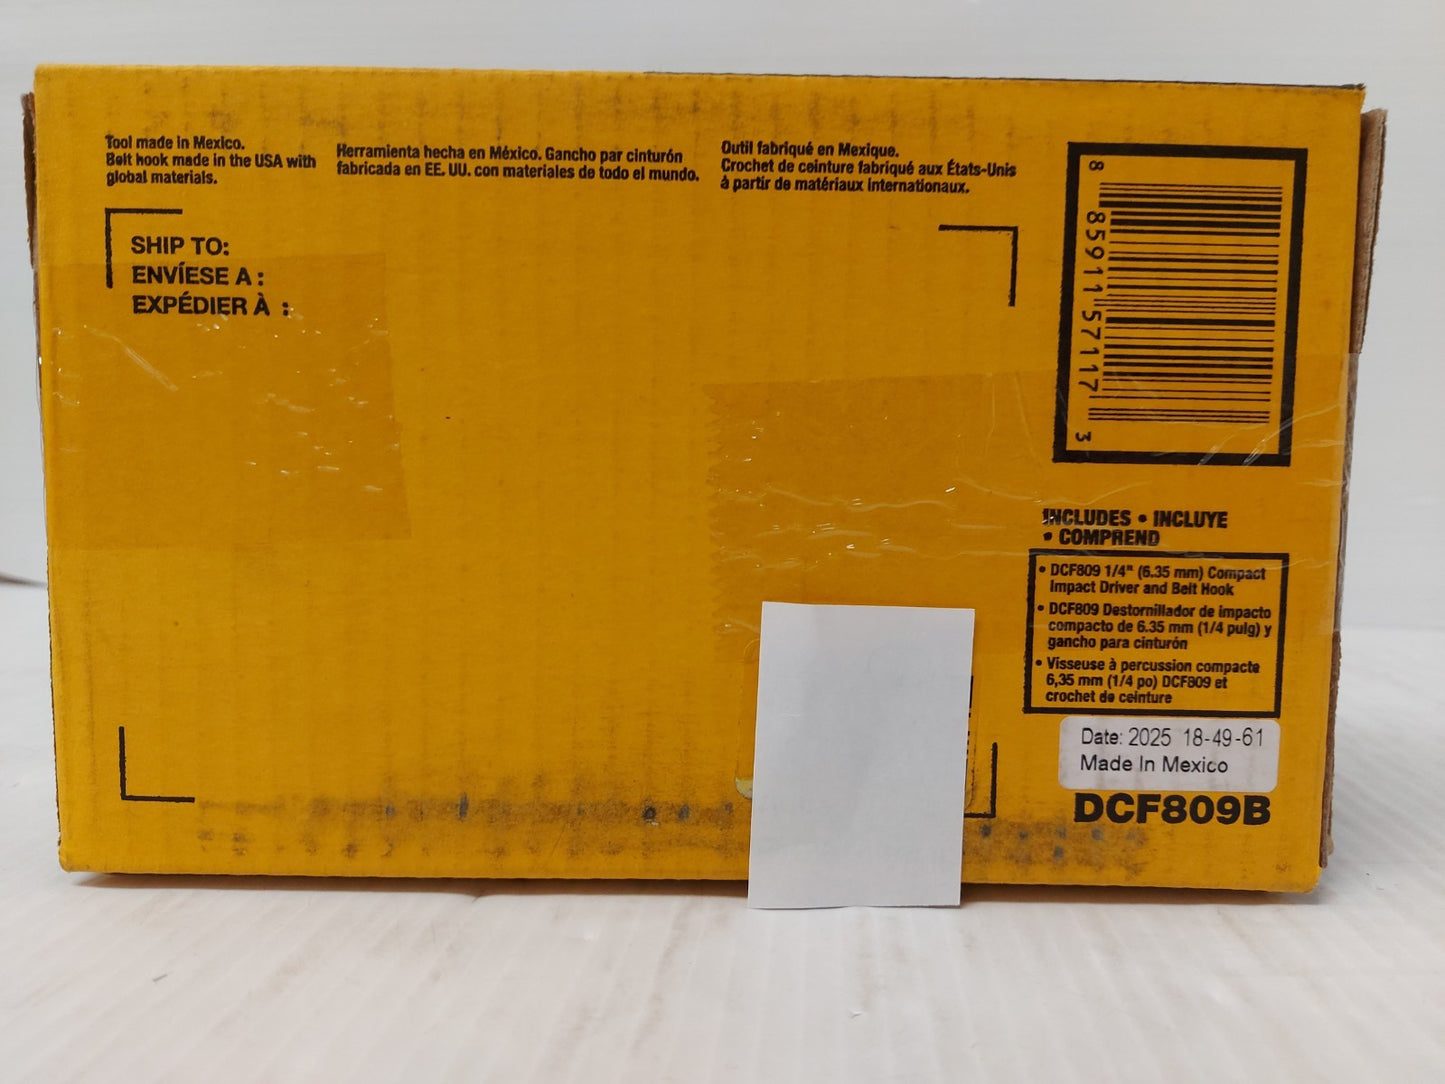 Tool made in Mexico.
Belt hook made in the USA with
global materials.
Herramienta hecha en México. Gancho par cinturón
fabricada en EE. UU. con materiales de todo el mundo.
Outil fabriqué en Mexique.
Crochet de ceinture fabriqué aux États-Unis
à partir de matériaux internationaux.
SHIP TO:
ENVÍESE A :
EXPÉDIER À :
8 85911 57117 3
INCLUDES • INCLUYE
• COMPREND
• DCF809 1/4" (6.35 mm) Compact
Impact Driver and Belt Hook
• DCF809 Destornillador de impacto
compacto de 6.35 mm (1/4 pulg) y
gancho para cinturón
• Visseuse à percussion compacte
6,35 mm (1/4 po) DCF809 et
crochet de ceinture
Date: 2025 18-49-61
Made In Mexico
DCF809B